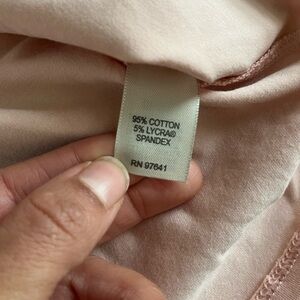 95% COTTON
5% LYCRA®
SPANDEX
RN 97641